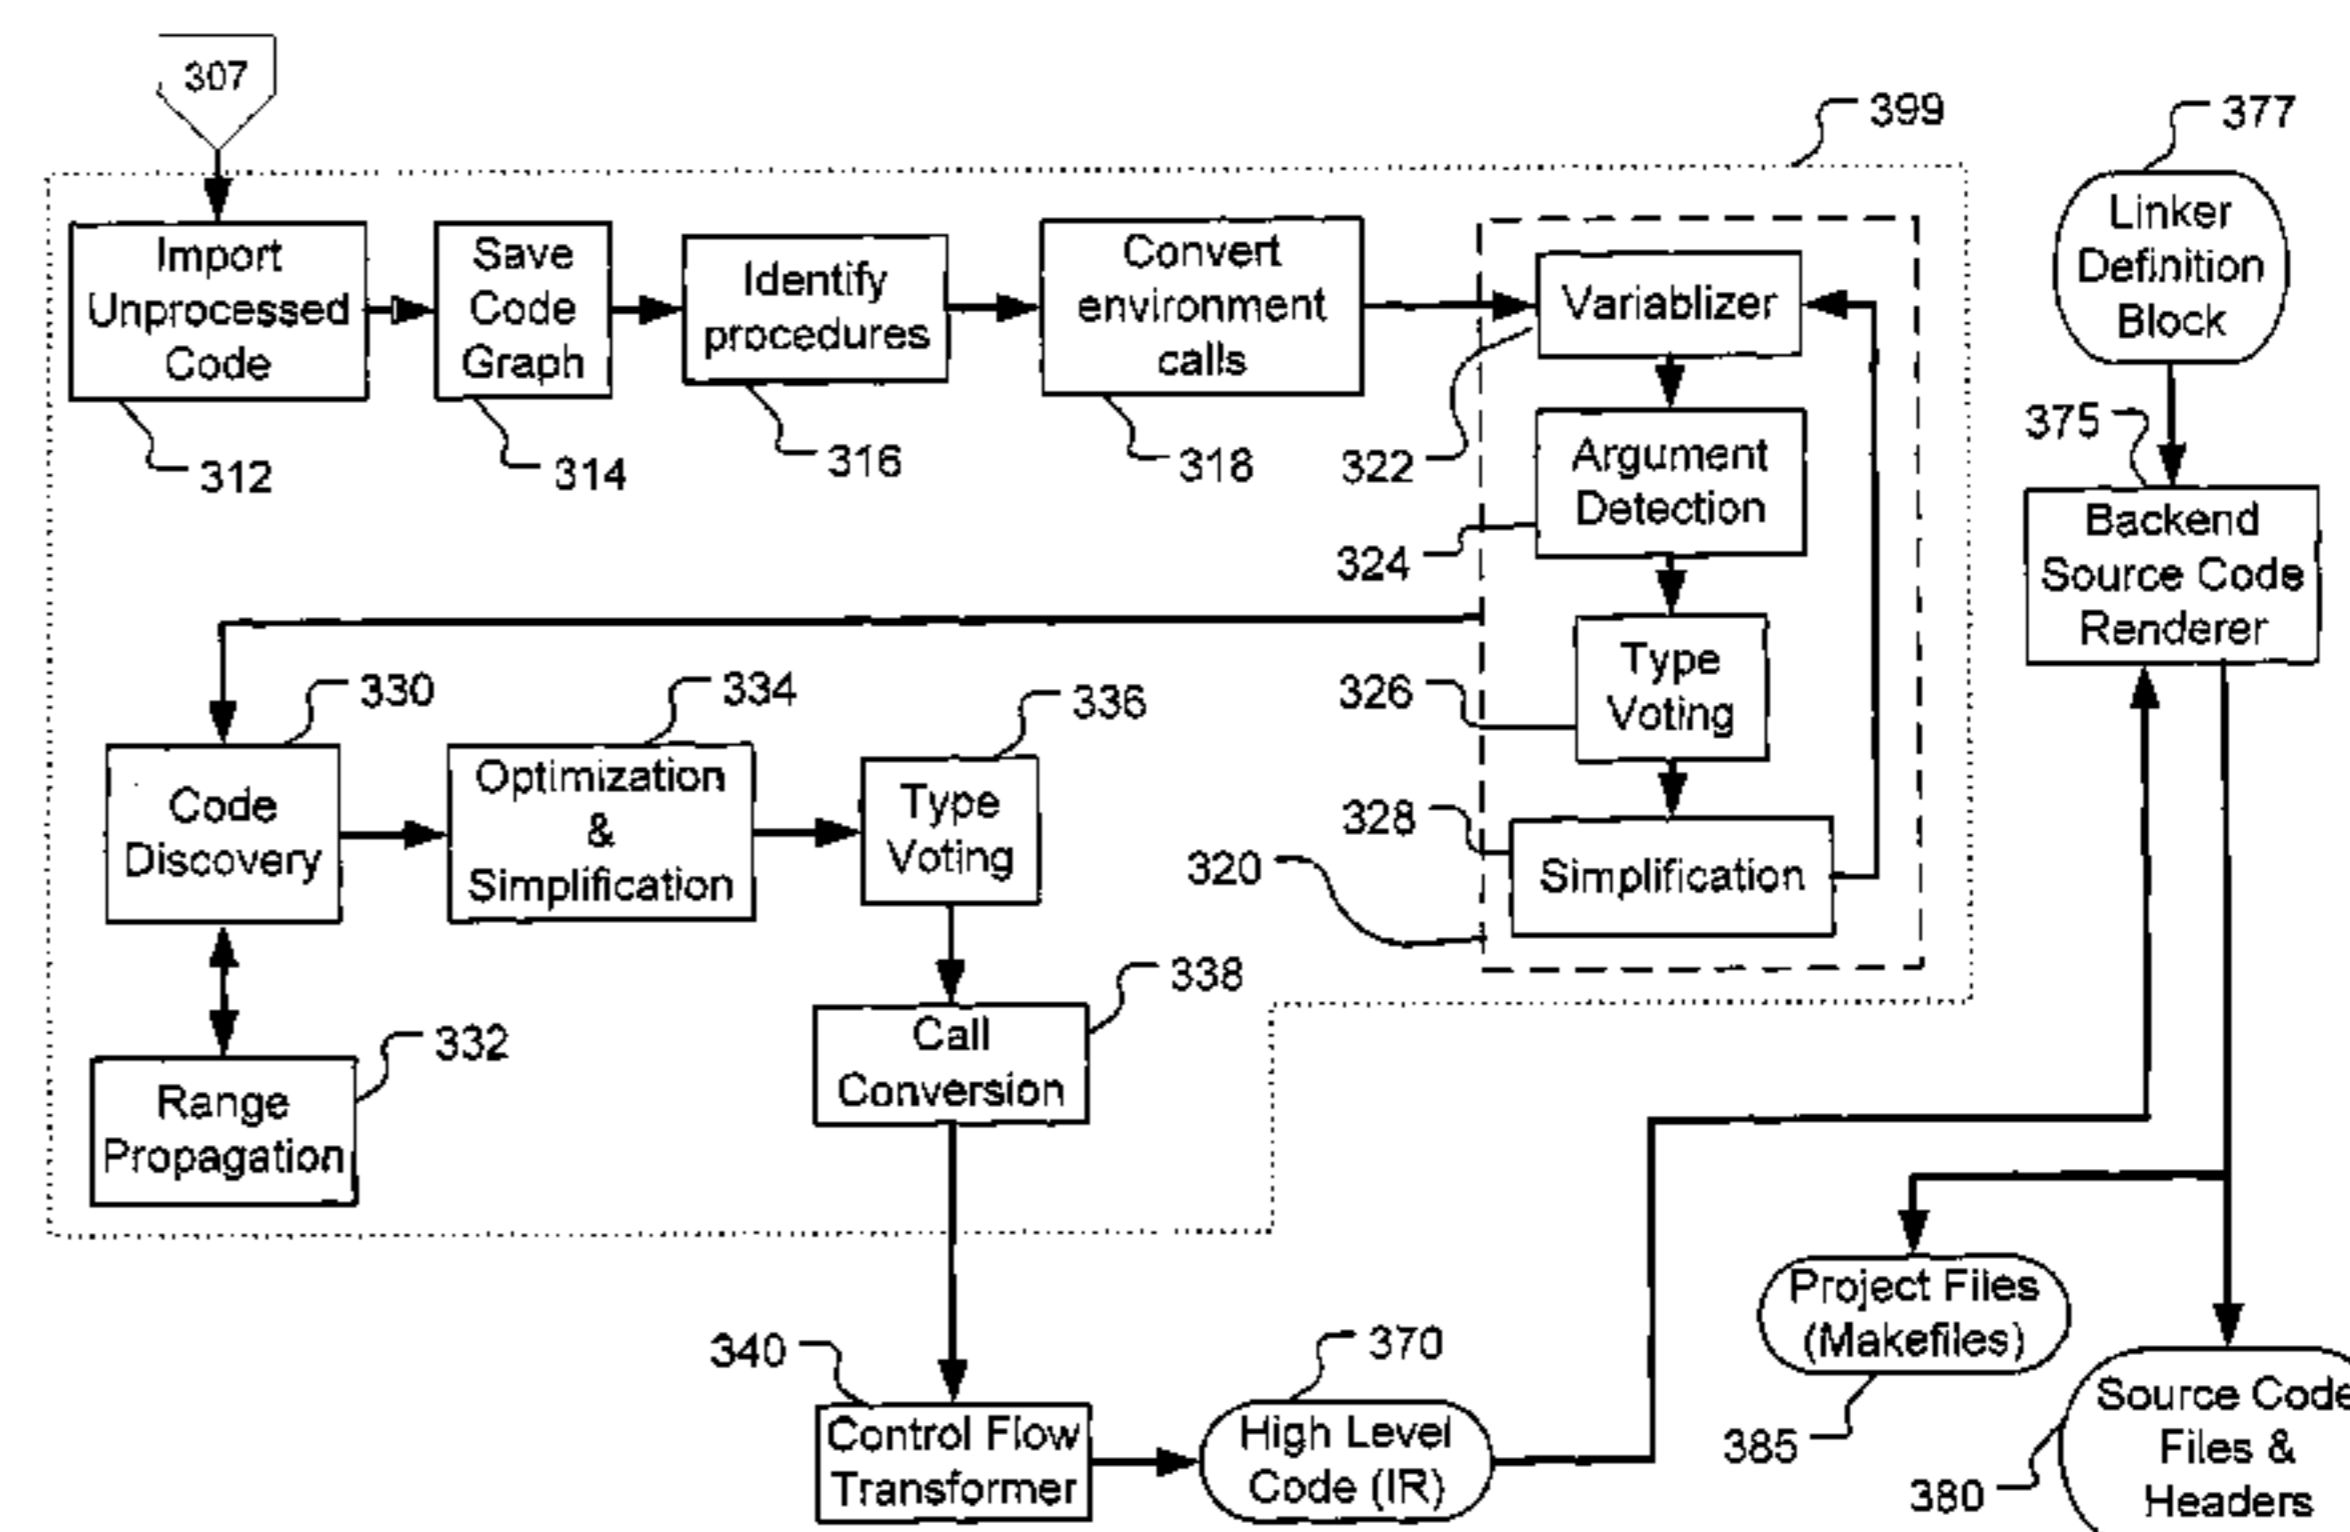 307
399
377
Import
Unprocessed
Code
Save
Code
Graph
Identify
procedures
Convert
environment
calls
Variablizer
Linker
Definition
Block
312
314
316
318
322
375
Argument
Detection
324
Backend
Source Code
Renderer
Type
Voting
326
330
334
336
Code
Discovery
Optimization
&
Simplification
Type
Voting
328
320
Simplification
338
332
Call
Conversion
Range
Propagation
340
370
Control Flow
Transformer
High Level
Code (IR)
Project Files
(Makefiles)
385
Source Code
Files &
Headers
380